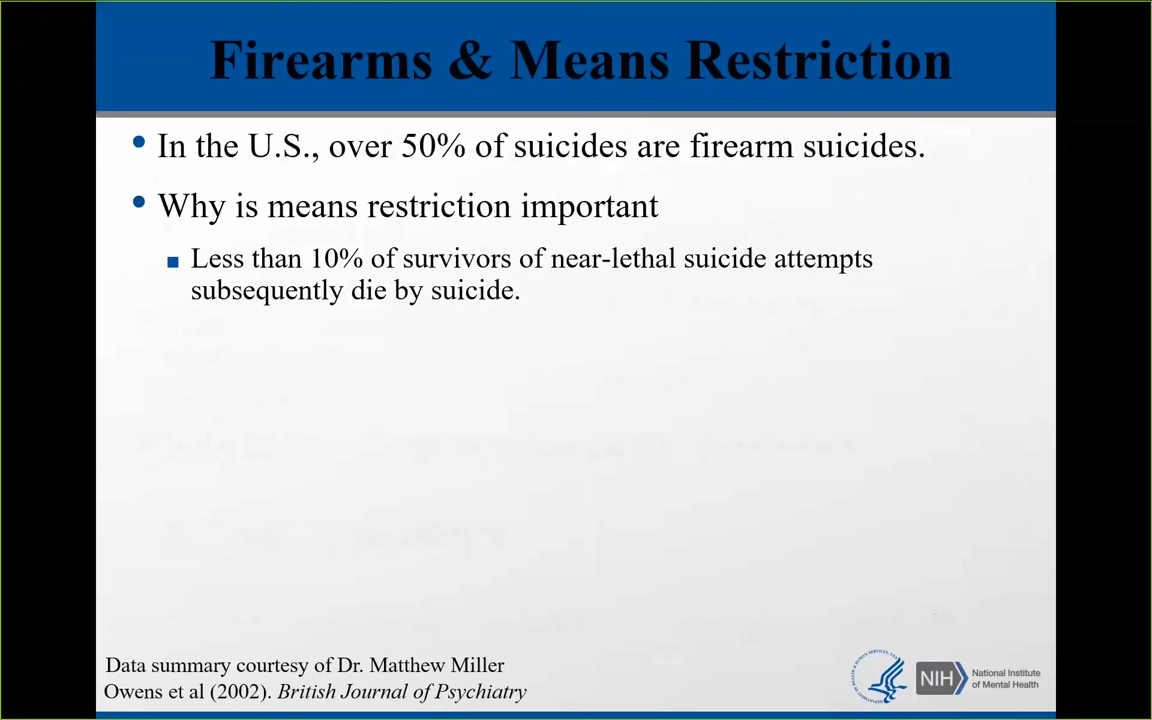 Firearms & Means Restriction
In the U.S., over 50% of suicides are firearm suicides.
Why is means restriction important
Less than 10% of survivors of near-lethal suicide attempts
subsequently die by suicide.
Data summary courtesy of Dr. Matthew Miller
Owens et al (2002). British Journal of Psychiatry
NIH
National Institute
of Mental Health